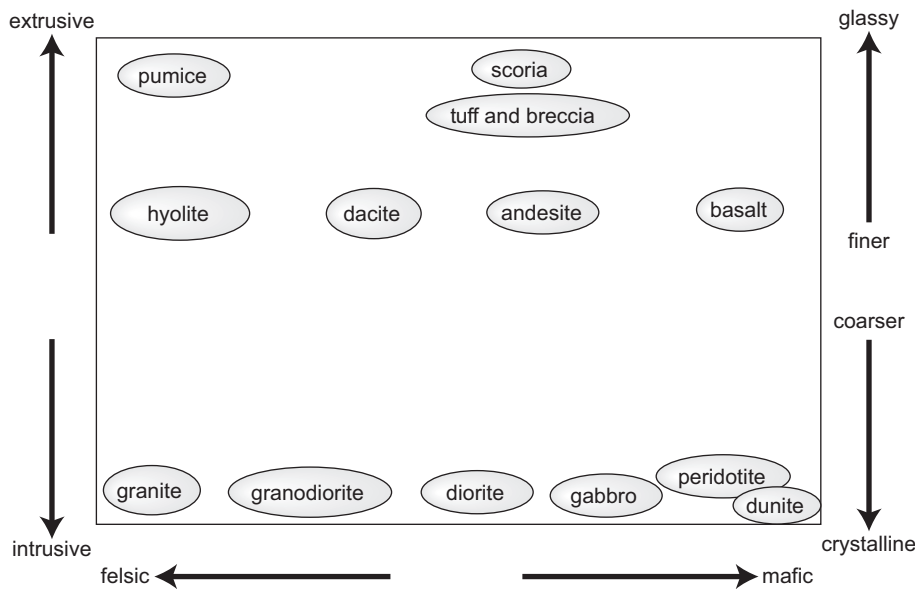 extrusive
glassy
pumice
scoria
tuff and breccia
hyolite
dacite
andesite
basalt
finer
coarser
granite
granodiorite
diorite
gabbro
peridotite
dunite
intrusive
crystalline
felsic
mafic